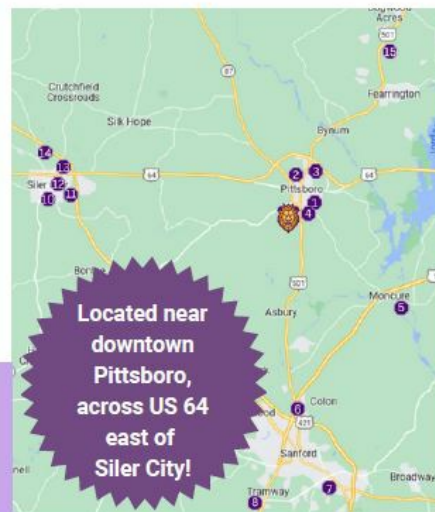 Dogwood
Acres
501
15
87
Fearrington
Crutchfield
Crossroads
Silk Hope
Bynum
14
13
64
2
3
64
Siler
12
Pittsboro
10
11
1
4
501
Moncure
5
Asbury
Located near
downtown
Pittsboro,
across US 64
east of
Siler City!
6
Colon
421
Sanford
Broadway
7
Tramway
8